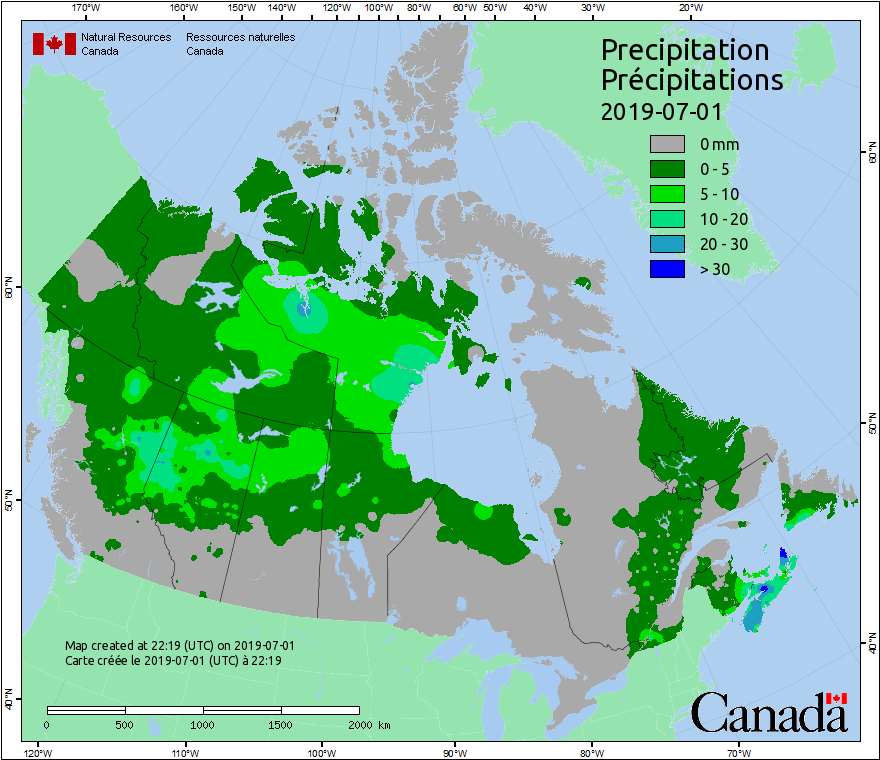 170°W 160°W 150°W 140°W 130°W 120°W 110°W 100°W 90°W 80°W 60°W 50°W 40°W 30°W 20°W
Natural Resources Ressources naturelles
Canada Canada
Precipitation
Précipitations
2019-07-01
0 mm
0 - 5
5 - 10
10 - 20
20 - 30
> 30
60°N
60°N
50°N
50°N
40°N
40°N
Map created at 22:19 (UTC) on 2019-07-01
Carte créée le 2019-07-01 (UTC) à 22:19
0 500 1000 1500 2000 km
Canada
120°W 110°W 100°W 90°W 80°W 70°W